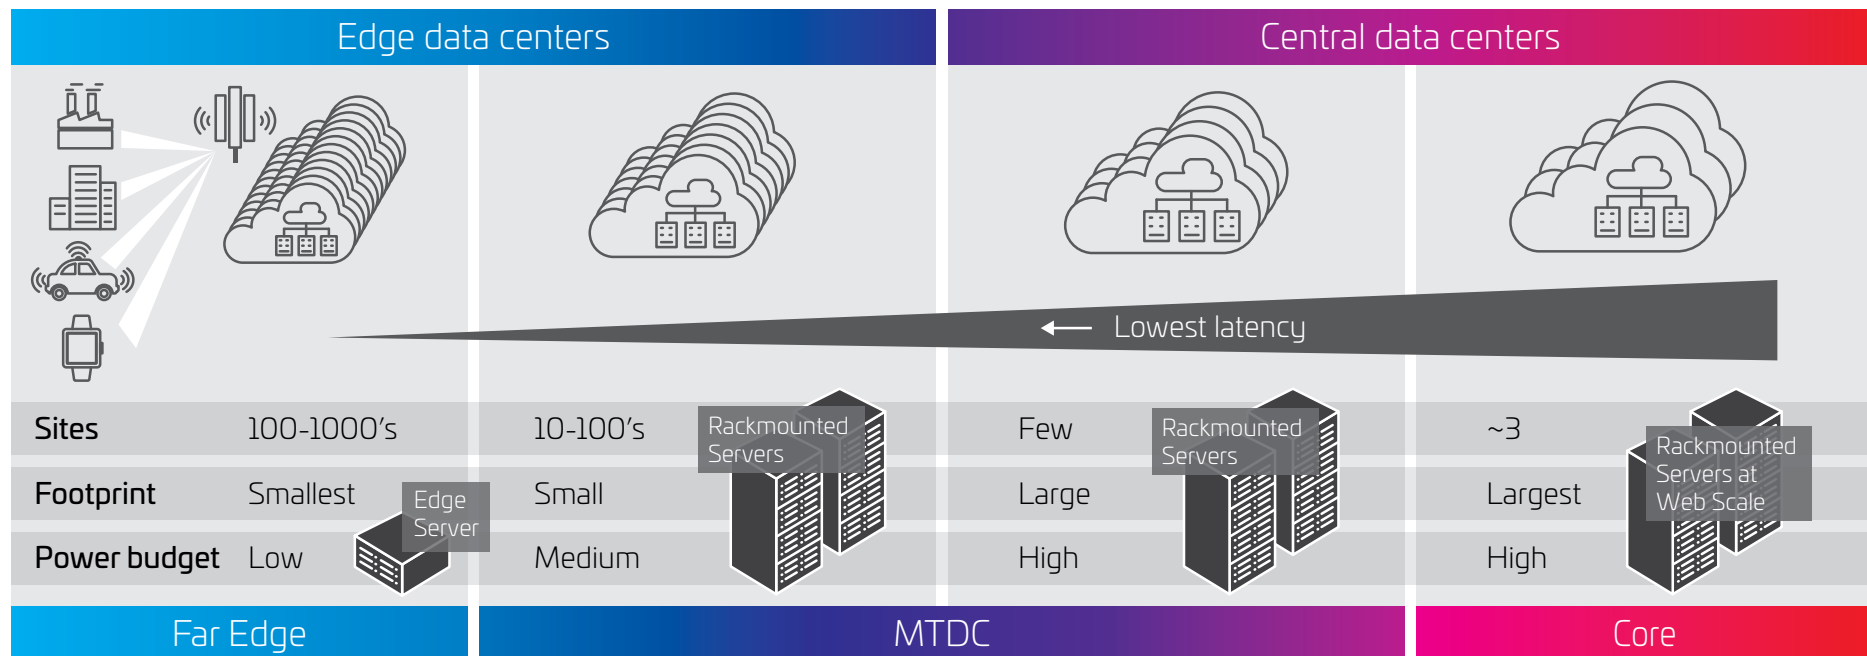 Edge data centers
Central data centers
← Lowest latency
Sites
100-1000's
10-100's
Rackmounted
Servers
Few
Rackmounted
Servers
~3
Rackmounted
Servers at
Web Scale
Footprint
Smallest
Edge
Server
Small
Large
Largest
Power budget
Low
Medium
High
High
Far Edge
MTDC
Core